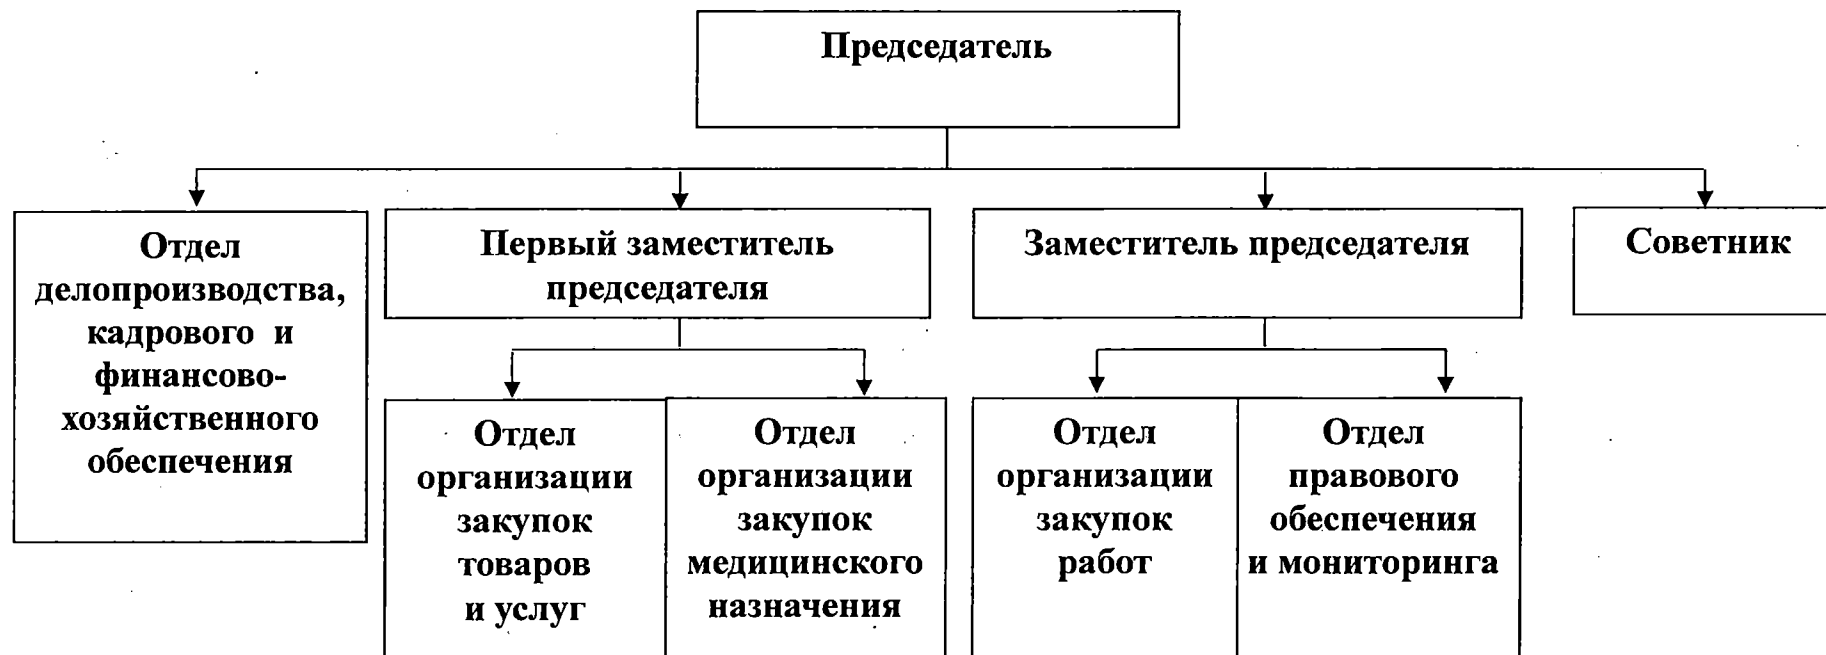 Председатель
Отдел
делопроизводства,
кадрового и
финансово-
хозяйственного
обеспечения
Первый заместитель
председателя
Заместитель председателя
Советник
Отдел
организации
закупок
товаров
и услуг
Отдел
организации
закупок
медицинского
назначения
Отдел
организации
закупок
работ
Отдел
правового
обеспечения
и мониторинга